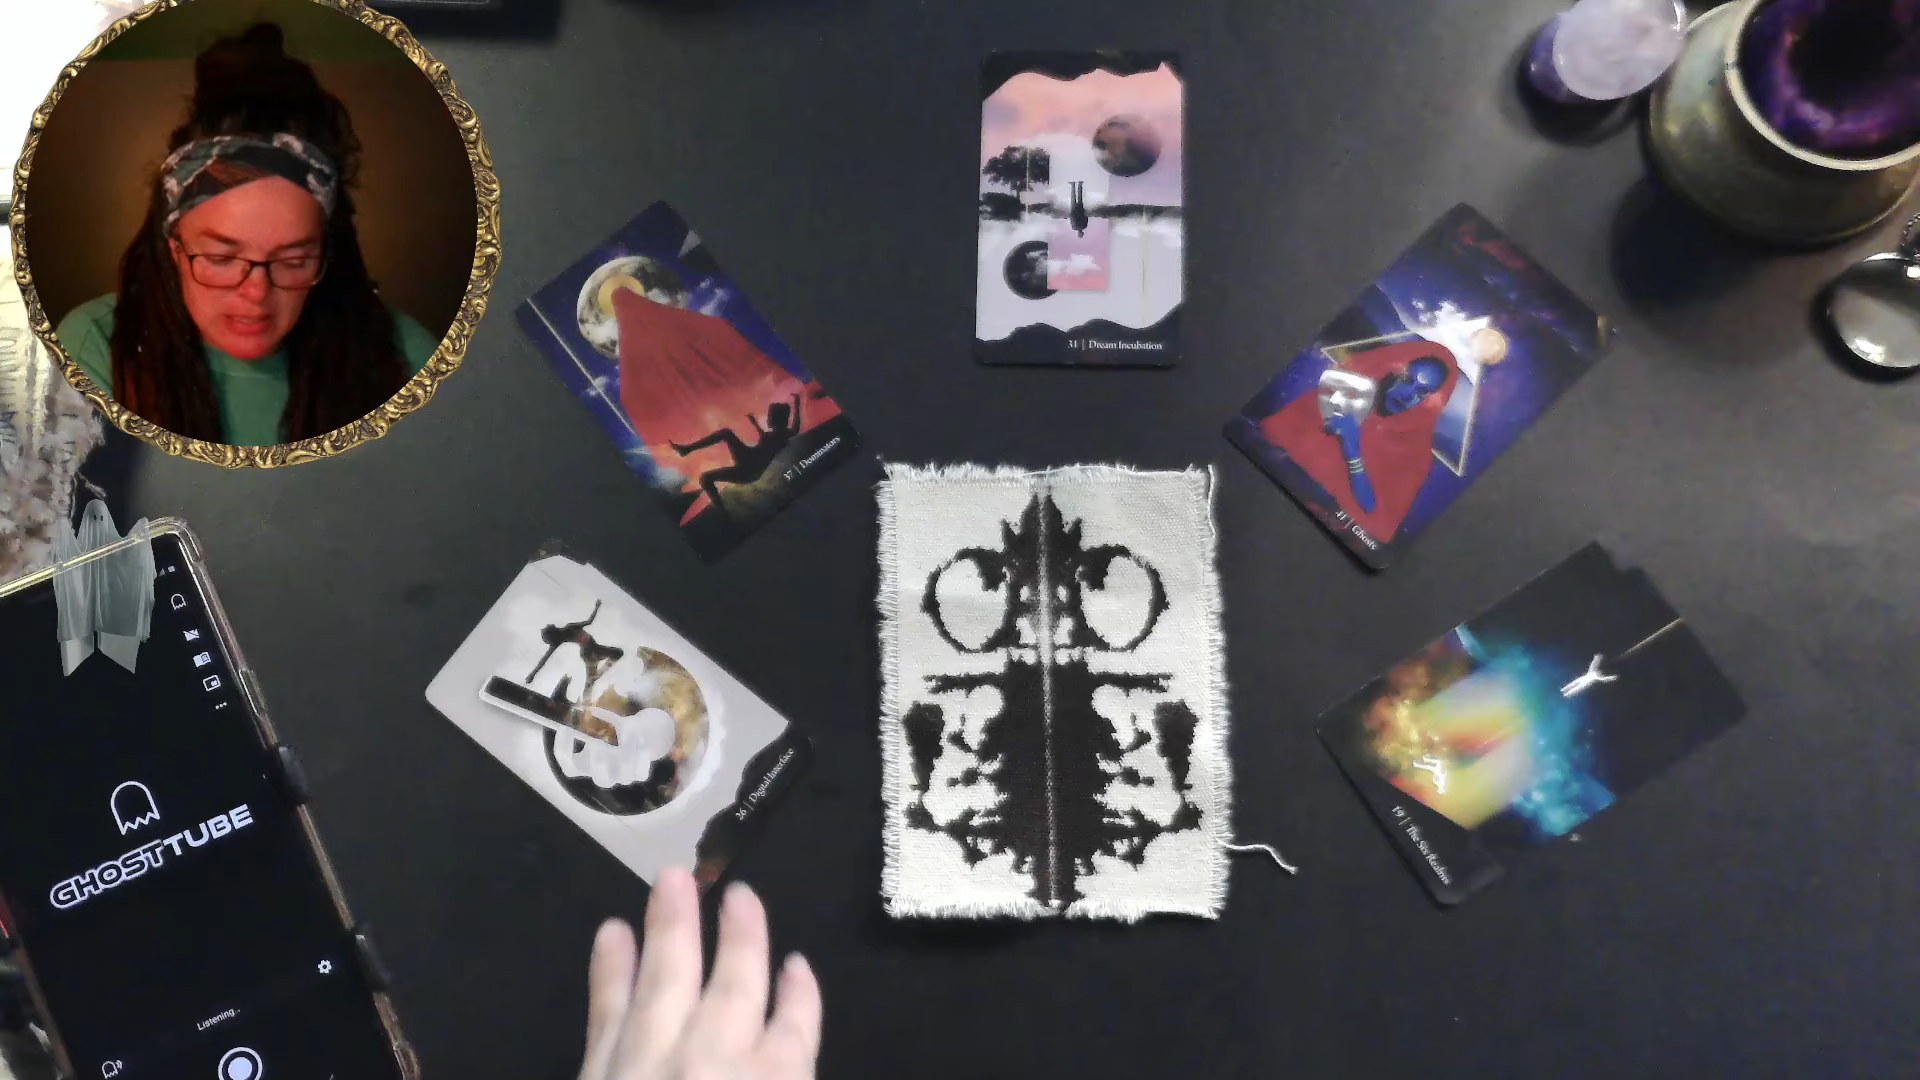 31 | Dream Incubation
37 | Dominators
41 | Ghosts
26 | Digital Interface
19 | The Six Realms
GHOSTTUBE
Listening..